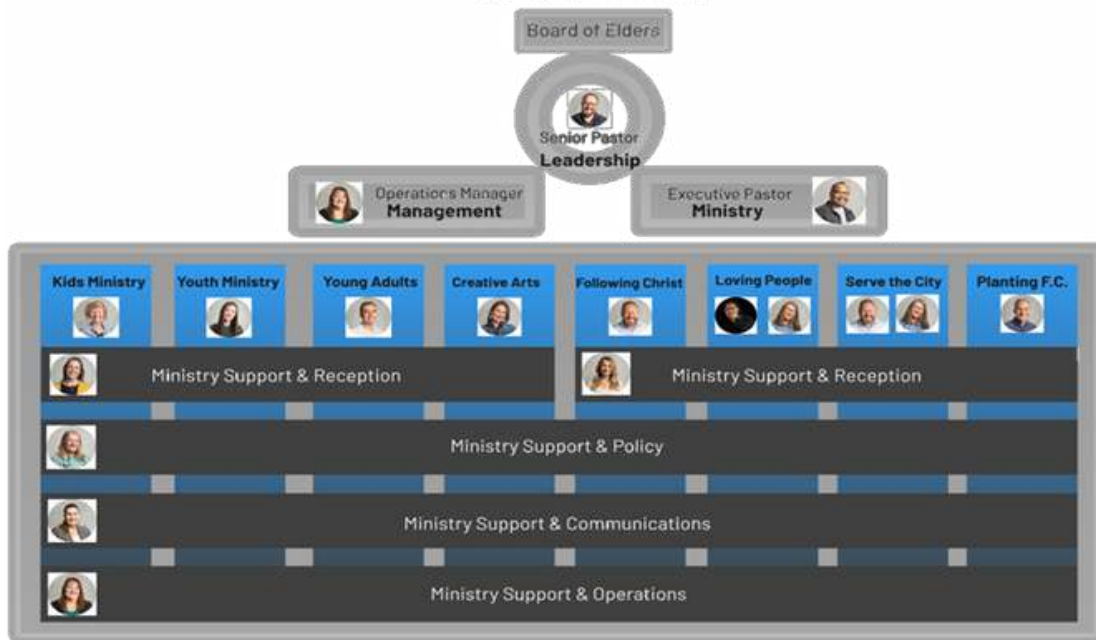 Board of Elders
Senior Pastor
Leadership
Operations Manager
Management
Executive Pastor
Ministry
Kids Ministry
Youth Ministry
Young Adults
Creative Arts
Following Christ
Loving People
Serve the City
Planting F.C.
Ministry Support & Reception
Ministry Support & Reception
Ministry Support & Policy
Ministry Support & Communications
Ministry Support & Operations